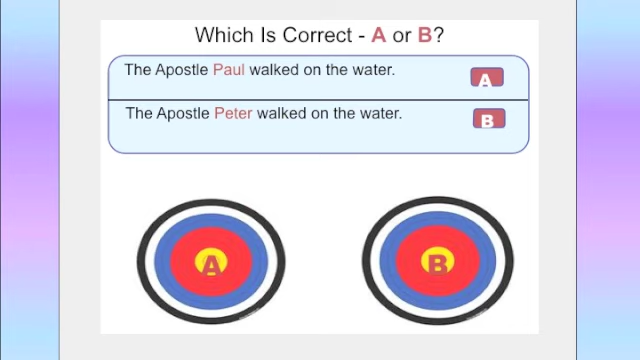 Which Is Correct - A or B?
The Apostle Paul walked on the water.
A
The Apostle Peter walked on the water.
B
A
B